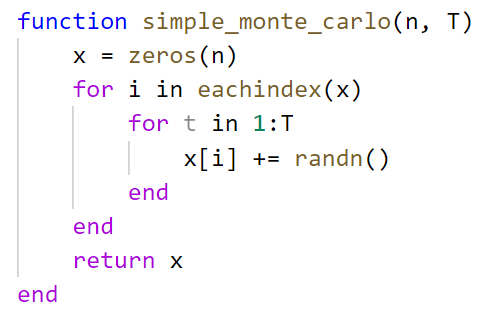 function simple_monte_carlo(n, T)
    x = zeros(n)
    for i in eachindex(x)
        for t in 1:T
            x[i] += randn()
        end
    end
    return x
end